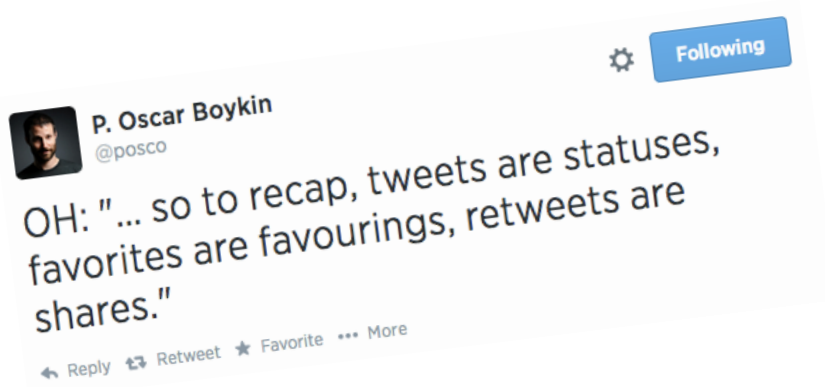 Following
P. Oscar Boykin
@posco
OH: "... so to recap, tweets are statuses,
favorites are favourings, retweets are
shares."
Reply Retweet Favorite More